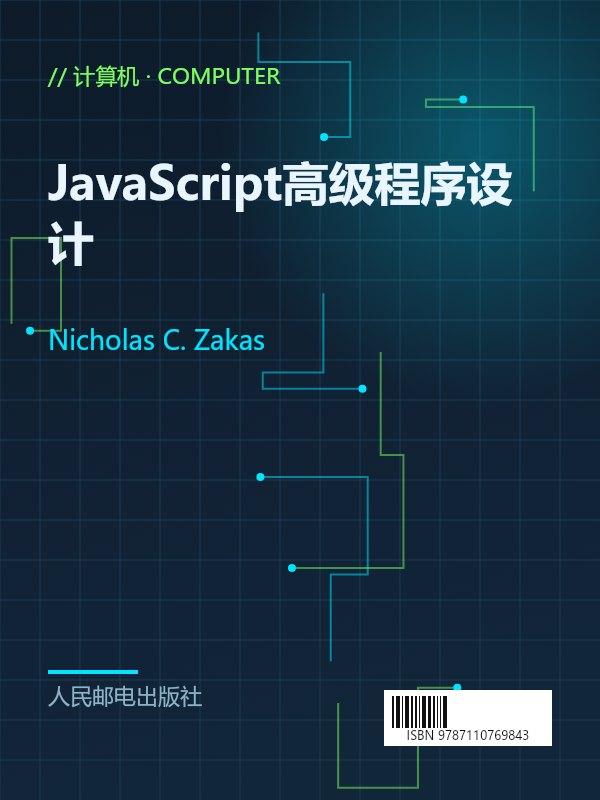 // 计算机 · COMPUTER
JavaScript高级程序设
计
Nicholas C. Zakas
人民邮电出版社
ISBN 9787110769843